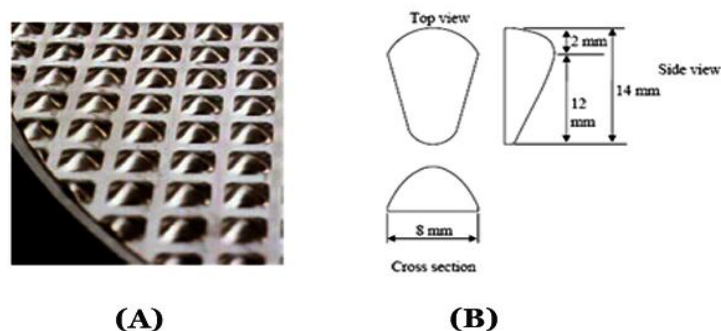 Top view
2 mm
Side view
12
mm
14 mm
8 mm
Cross section
(A)
(B)